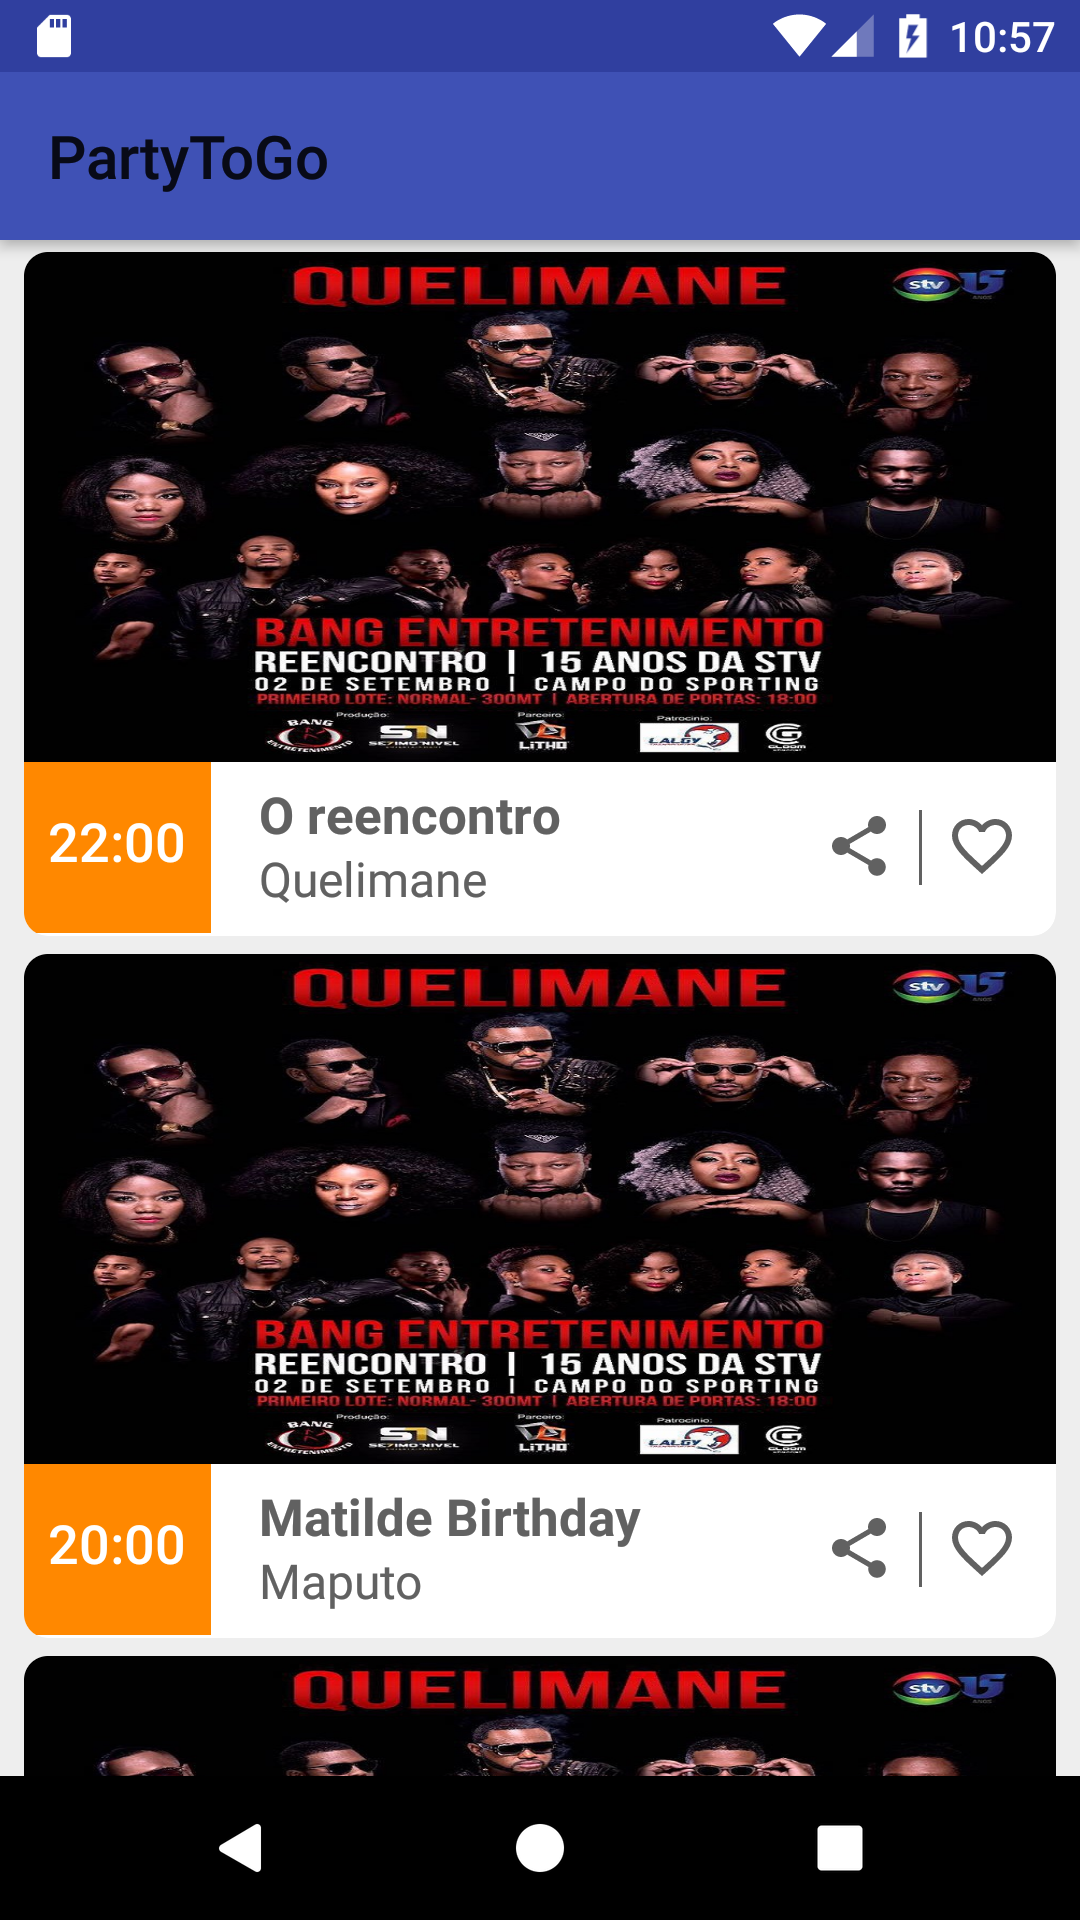 10:57
PartyToGo
QUELIMANE
stv 15
ANOS
BANG ENTRETENIMENTO
REENCONTRO | 15 ANOS DA STV
02 DE SETEMBRO | CAMPO DO SPORTING
PRIMEIRO LOTE: NORMAL- 300MT | ABERTURA DE PORTAS: 18:00
Produção: Parceiro: Patrocinio:
BANG ENTRETENIMENTO SN SE7IMO NIVEL LiTHO LALGY G GLOOM
22:00
O reencontro
Quelimane
QUELIMANE
stv 15
ANOS
BANG ENTRETENIMENTO
REENCONTRO | 15 ANOS DA STV
02 DE SETEMBRO | CAMPO DO SPORTING
PRIMEIRO LOTE: NORMAL- 300MT | ABERTURA DE PORTAS: 18:00
Produção: Parceiro: Patrocinio:
BANG ENTRETENIMENTO SN SE7IMO NIVEL LiTHO LALGY G GLOOM
20:00
Matilde Birthday
Maputo
QUELIMANE
stv 15
ANOS